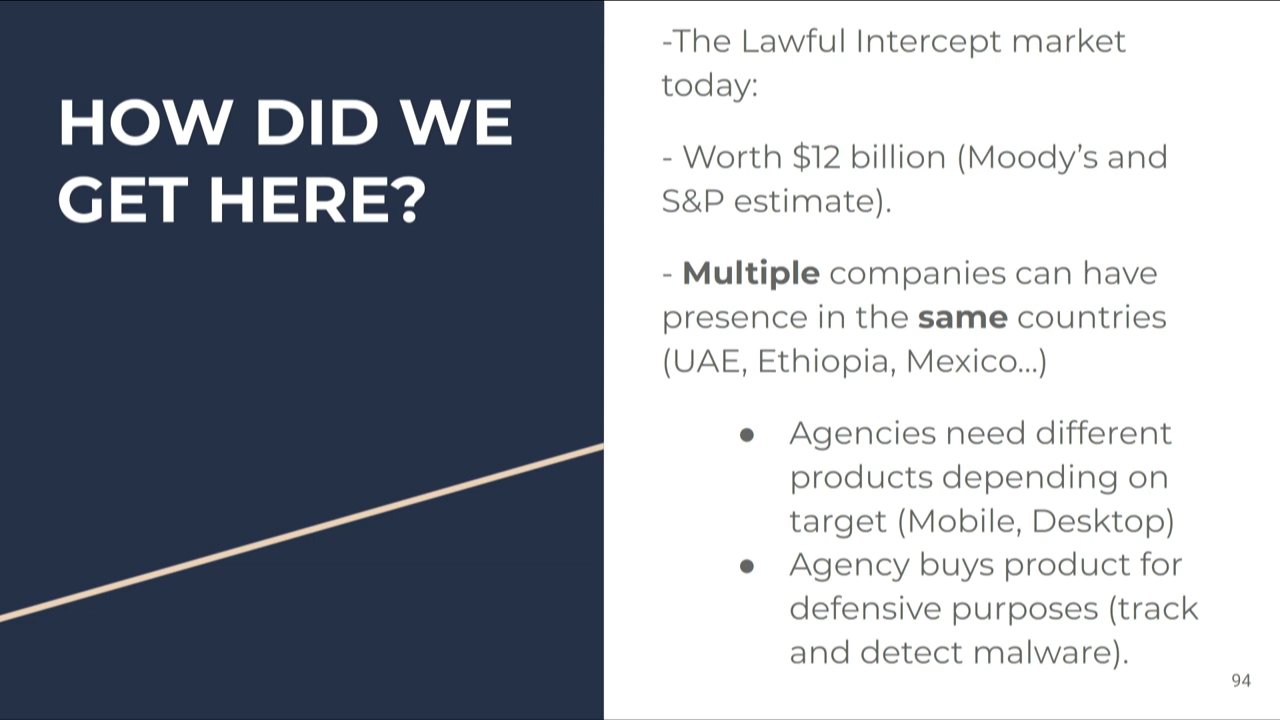 HOW DID WE
GET HERE?
-The Lawful Intercept market
today:
- Worth $12 billion (Moody’s and
S&P estimate).
- Multiple companies can have
presence in the same countries
(UAE, Ethiopia, Mexico...)
● Agencies need different
products depending on
target (Mobile, Desktop)
● Agency buys product for
defensive purposes (track
and detect malware).
94